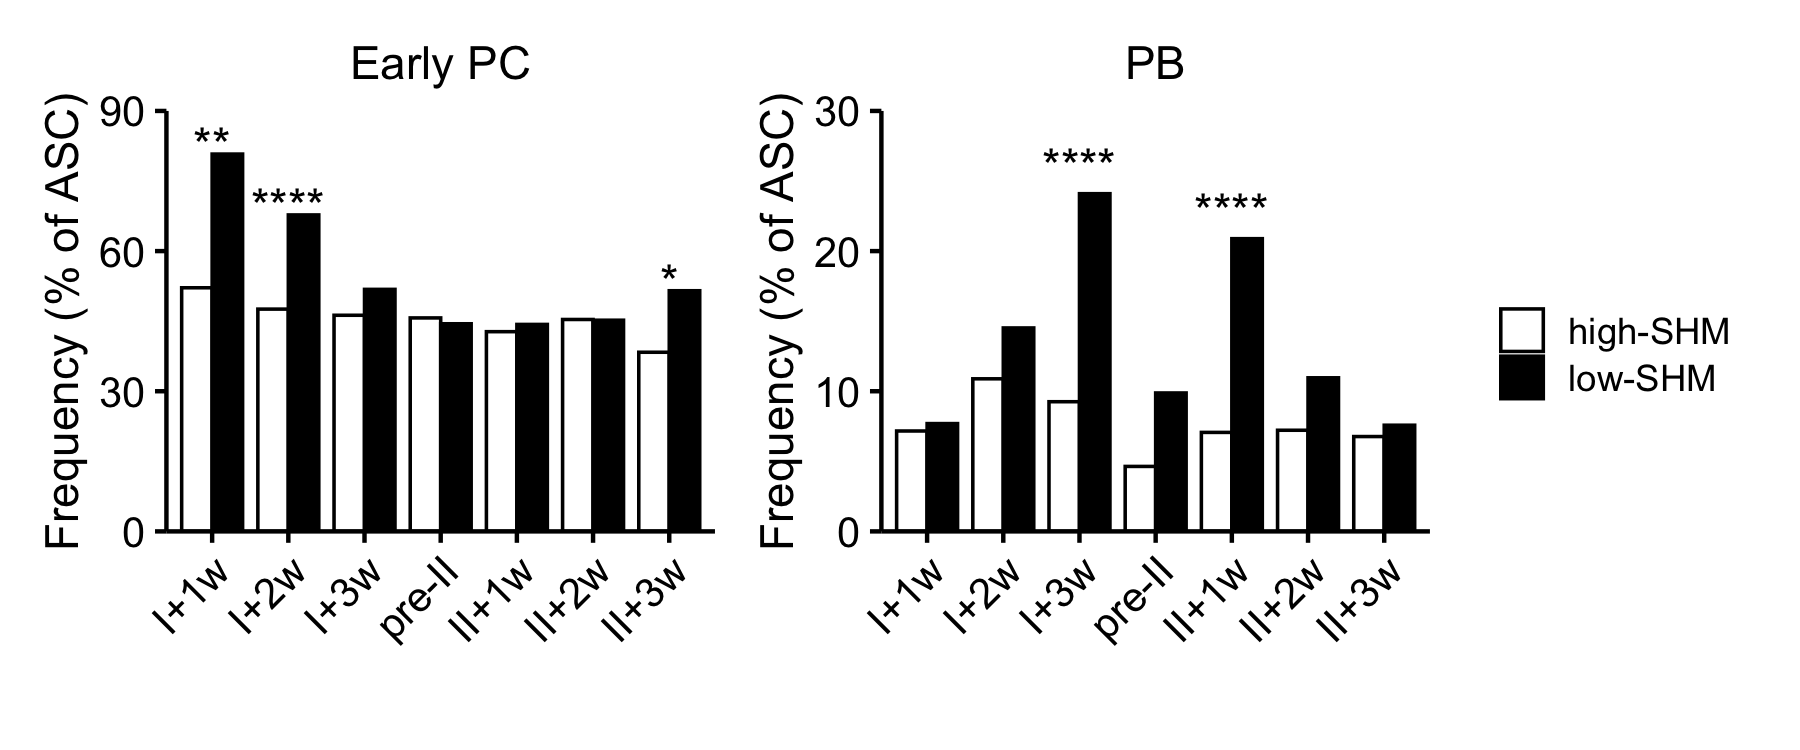 Early PC
Frequency (% of ASC)
90
60
30
0
**
****
*
I+1w
I+2w
I+3w
pre-II
II+1w
II+2w
II+3w
PB
Frequency (% of ASC)
30
20
10
0
****
****
I+1w
I+2w
I+3w
pre-II
II+1w
II+2w
II+3w
high-SHM
low-SHM